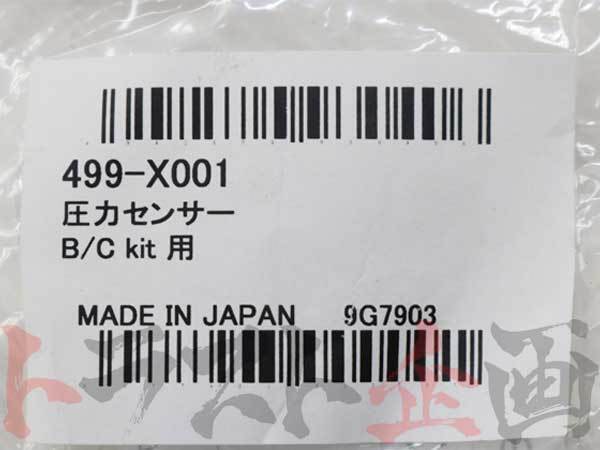 499-X001
圧力センサー
B/C kit 用
MADE IN JAPAN 9G7903
トラスト企画